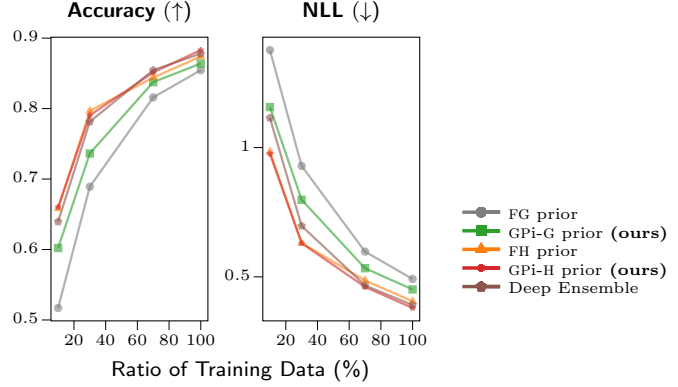 Accuracy (↑)
NLL (↓)
0.9
0.8
0.7
0.6
0.5
1
0.5
20 40 60 80 100
20 40 60 80 100
Ratio of Training Data (%)
FG prior
GPi-G prior (ours)
FH prior
GPi-H prior (ours)
Deep Ensemble